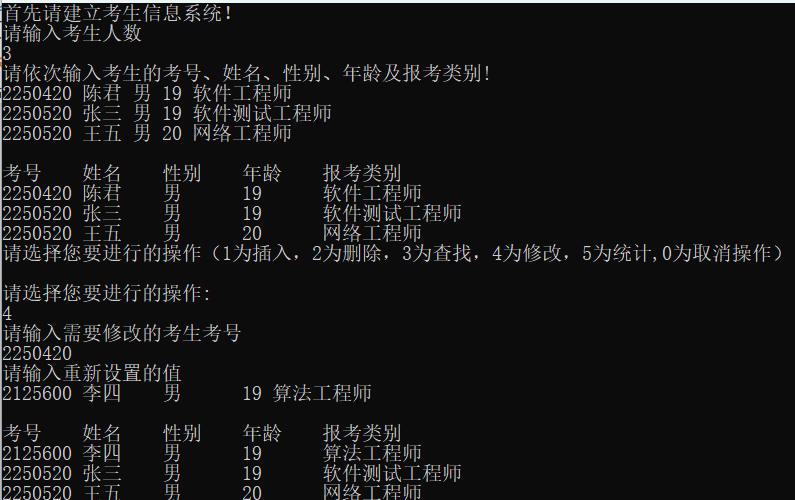 首先请建立考生信息系统！
请输入考生人数
3
请依次输入考生的考号、姓名、性别、年龄及报考类别！
2250420 陈君 男 19 软件工程师
2250520 张三 男 19 软件测试工程师
2250520 王五 男 20 网络工程师
考号 姓名 性别 年龄 报考类别
2250420 陈君 男 19 软件工程师
2250520 张三 男 19 软件测试工程师
2250520 王五 男 20 网络工程师
请选择您要进行的操作（1为插入，2为删除，3为查找，4为修改，5为统计,0为取消操作）
请选择您要进行的操作:
4
请输入需要修改的考生考号
2250420
请输入重新设置的值
2125600 李四 男 19 算法工程师
考号 姓名 性别 年龄 报考类别
2125600 李四 男 19 算法工程师
2250520 张三 男 19 软件测试工程师
2250520 王五 男 20 网络工程师